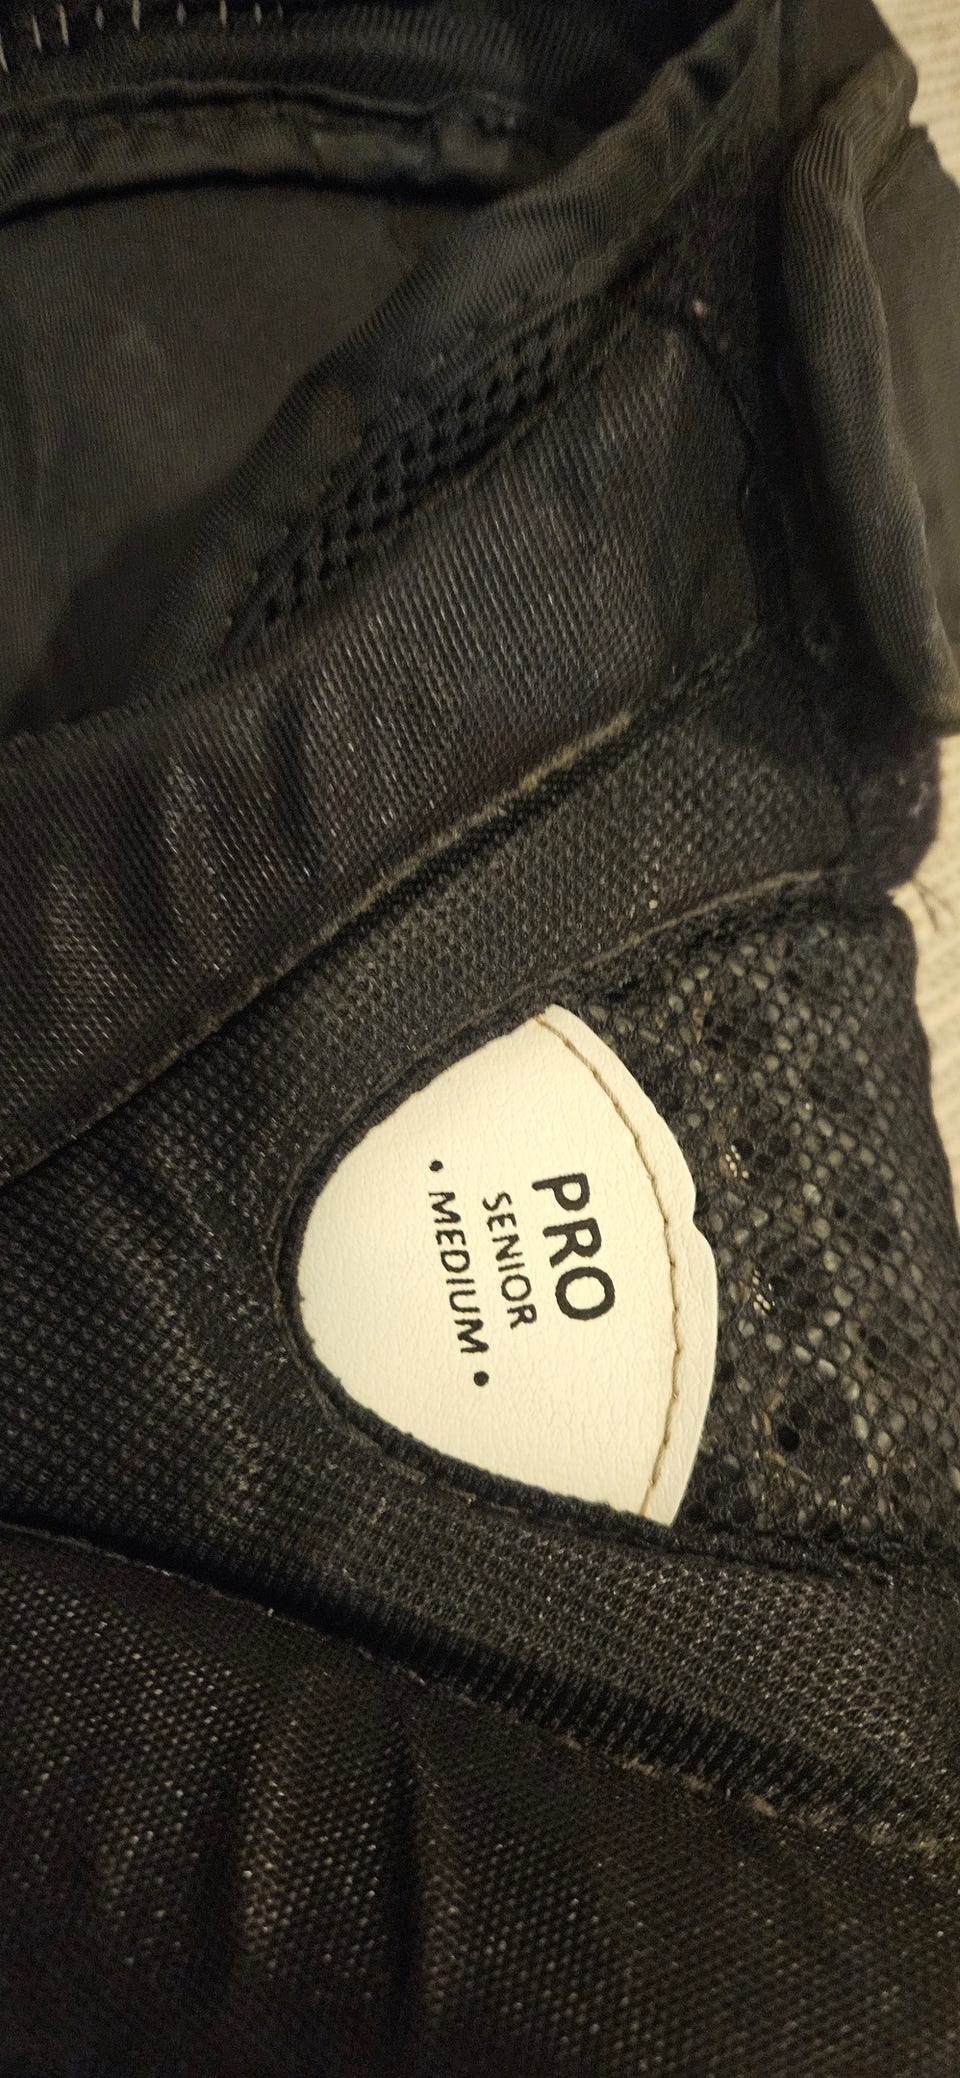 PRO
SENIOR
• MEDIUM •